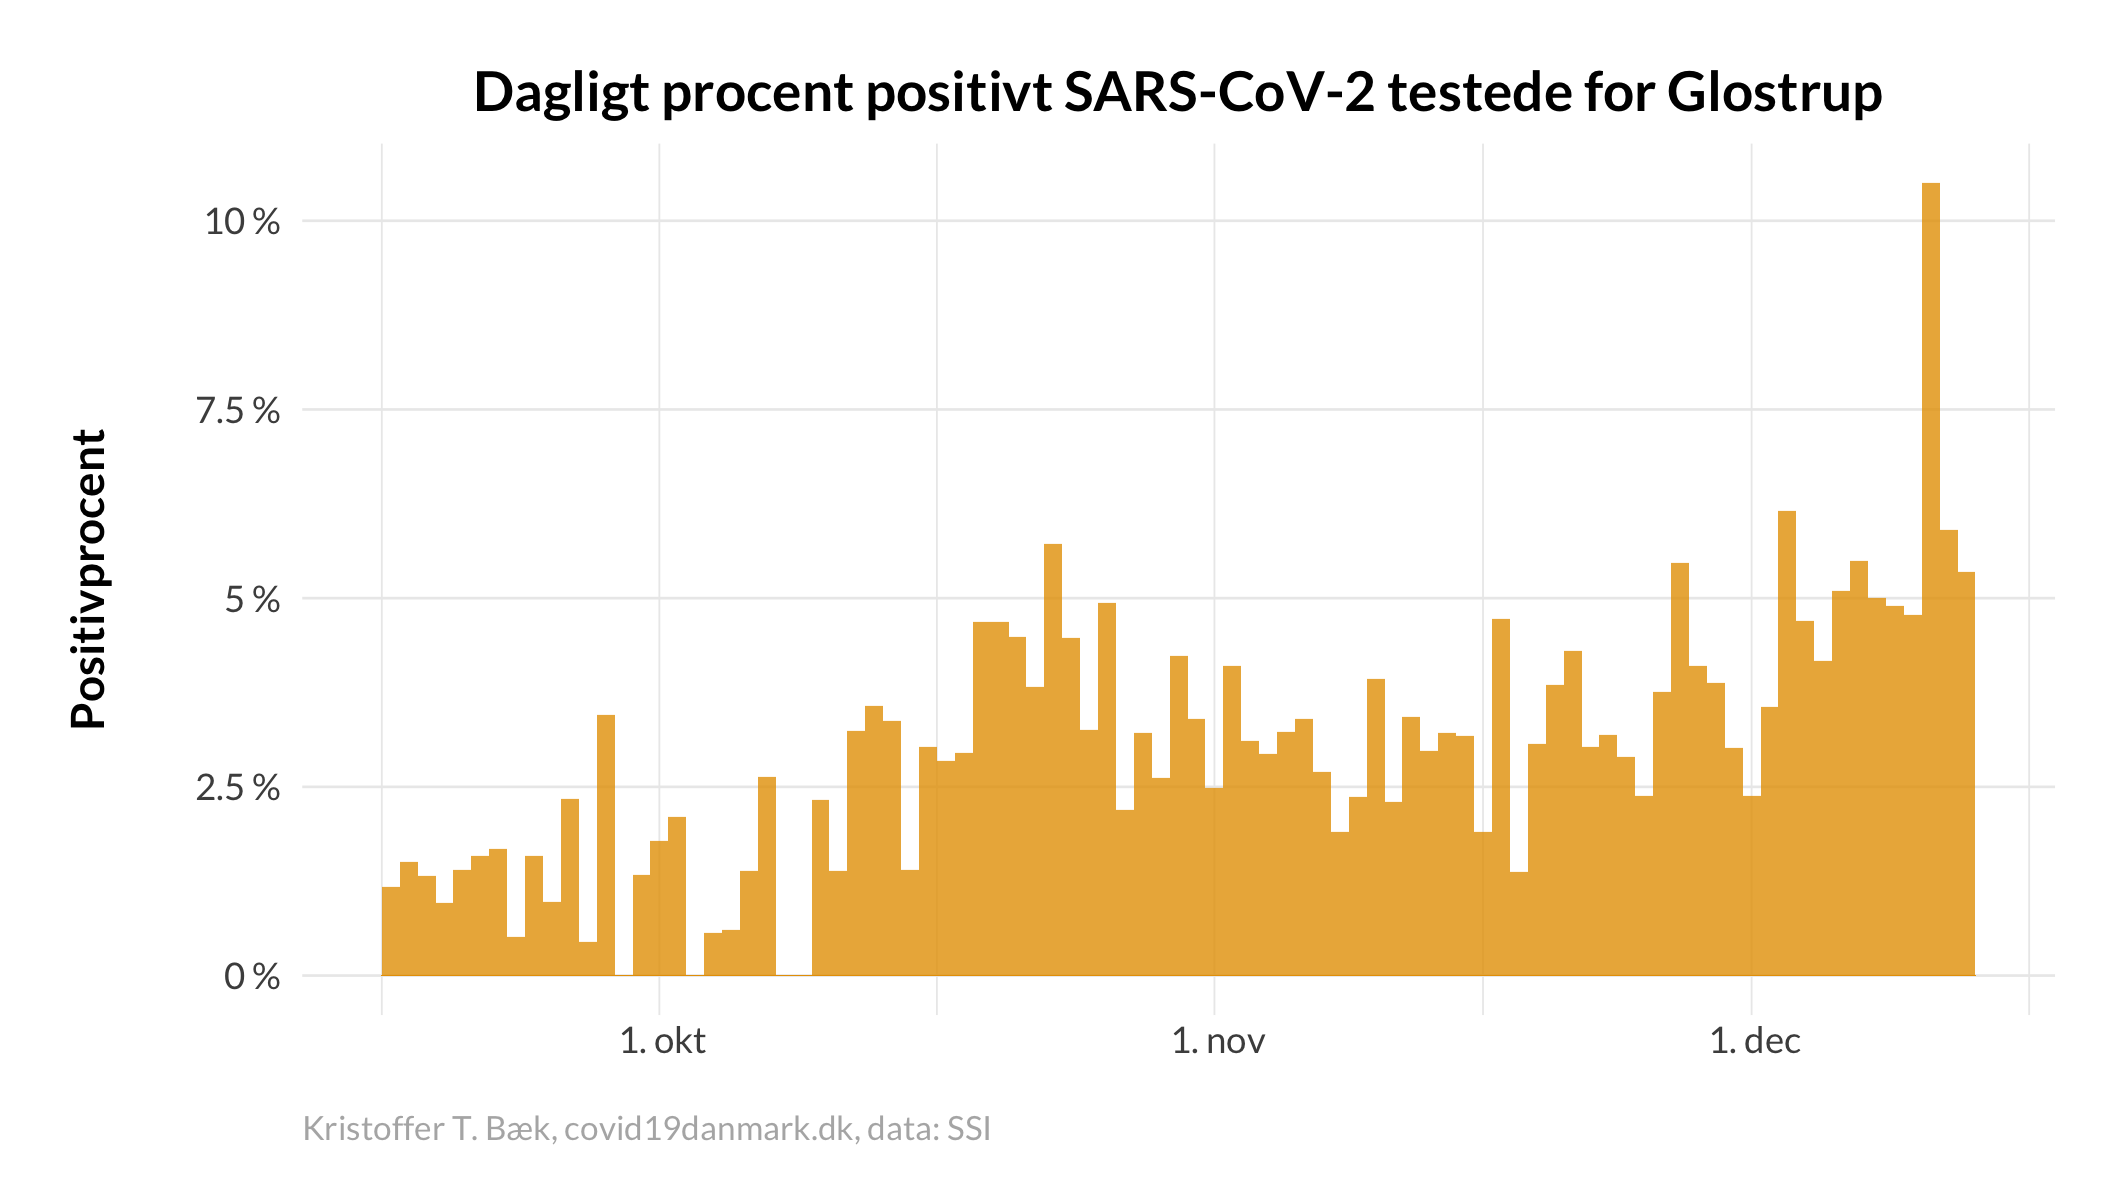 Dagligt procent positivt SARS-CoV-2 testede for Glostrup
Positivprocent
10 %
7.5 %
5 %
2.5 %
0 %
1. okt
1. nov
1. dec
Kristoffer T. Bæk, covid19danmark.dk, data: SSI